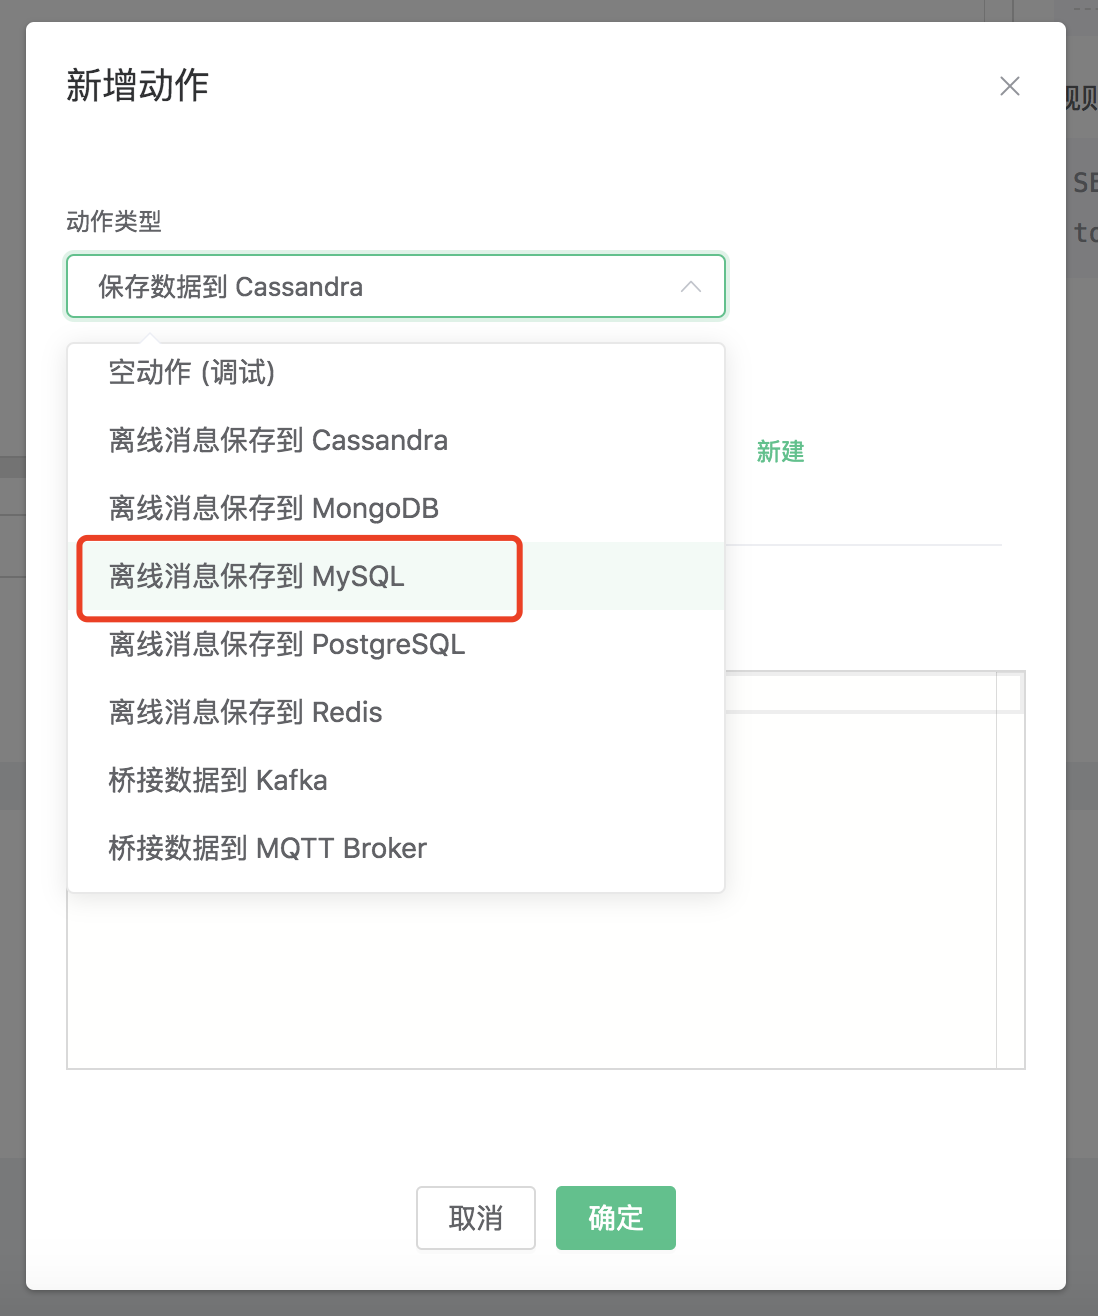 新增动作
动作类型
保存数据到 Cassandra
空动作 (调试)
离线消息保存到 Cassandra
新建
离线消息保存到 MongoDB
离线消息保存到 MySQL
离线消息保存到 PostgreSQL
离线消息保存到 Redis
桥接数据到 Kafka
桥接数据到 MQTT Broker
取消
确定